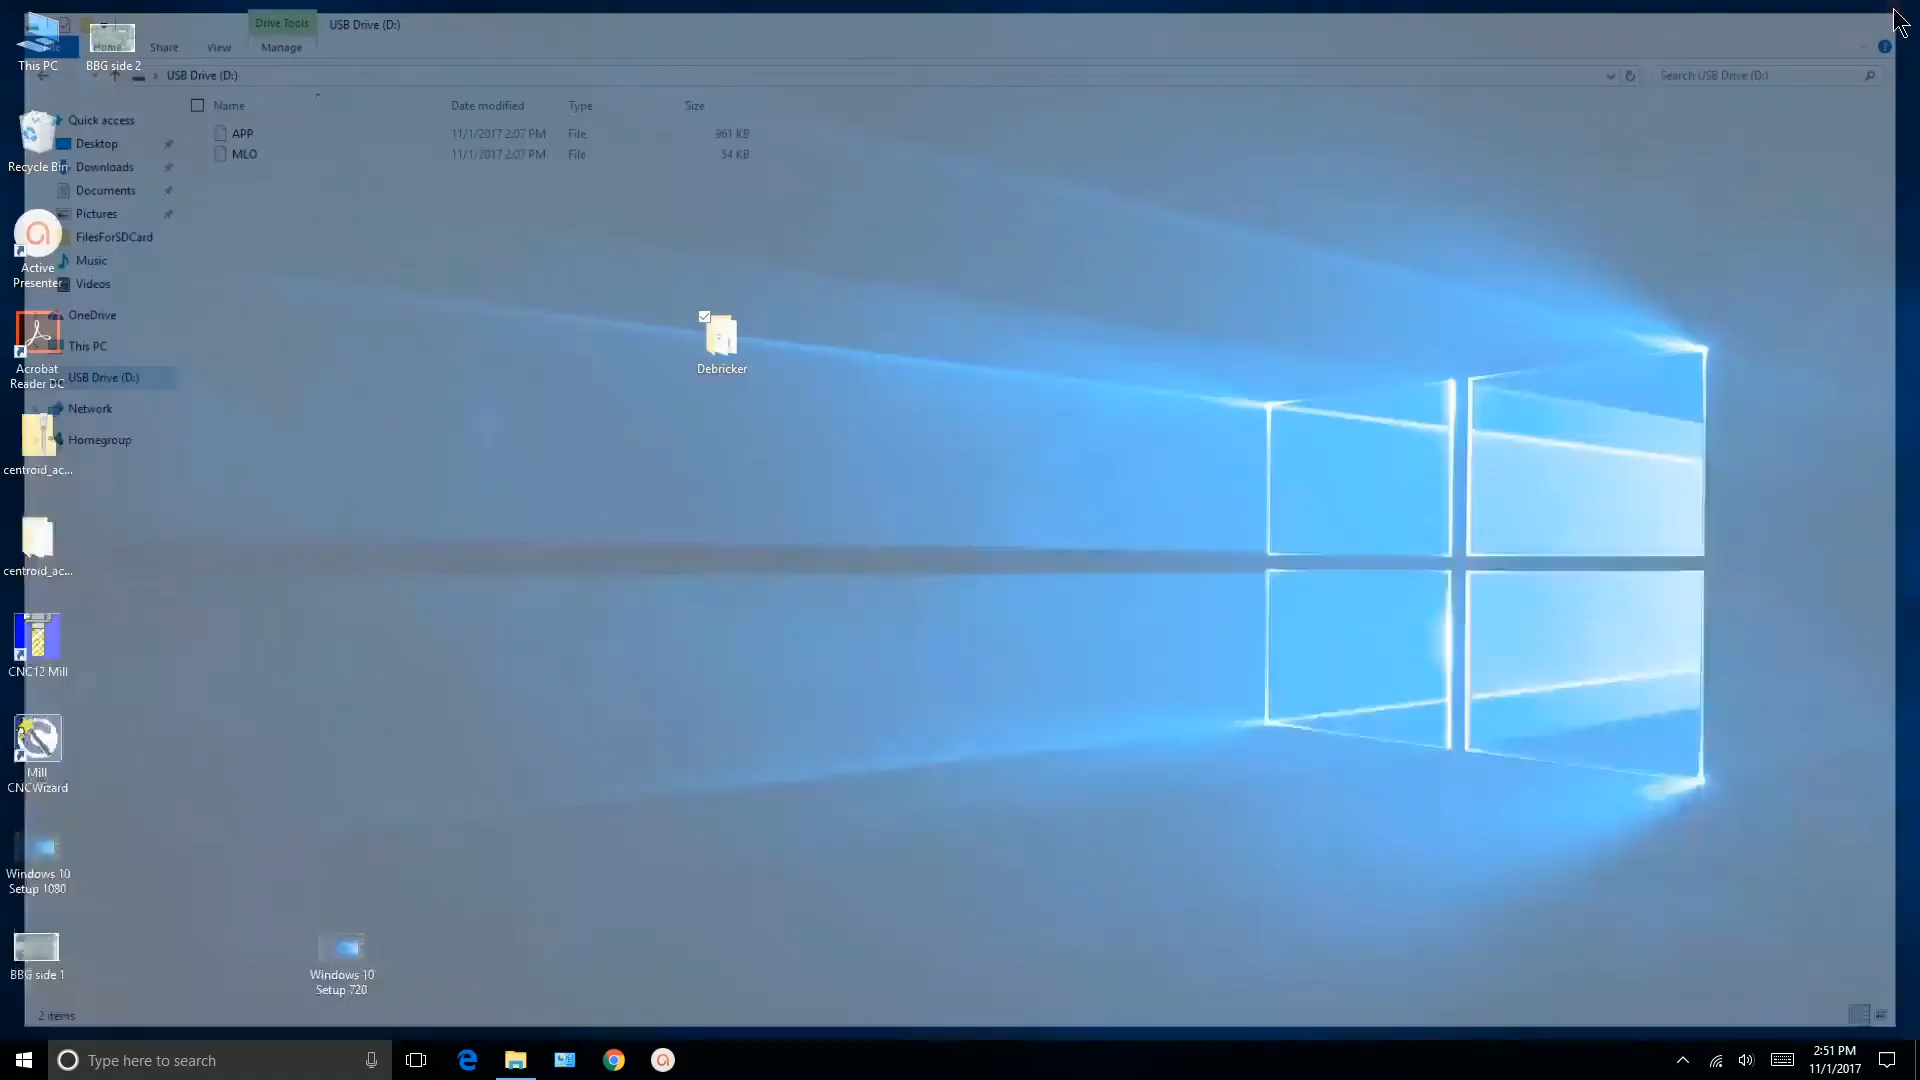 Drive Tools
USB Drive (D:)
File
Home
Share
View
Manage
USB Drive (D:)
Search USB Drive (D:)
This PC
BBG side 2
Name
Date modified
Type
Size
APP
11/1/2017 2:07 PM
File
961 KB
MLO
11/1/2017 2:07 PM
File
54 KB
Quick access
Desktop
Downloads
Documents
Pictures
FilesForSDCard
Music
Videos
OneDrive
This PC
USB Drive (D:)
Network
Homegroup
Recycle Bin
Active
Presenter
Acrobat
Reader DC
centroid_ac...
centroid_ac...
CNC12 Mill
Mill
CNCWizard
Windows 10
Setup 1080
BBG side 1
Debricker
Windows 10
Setup 720
2 items
Type here to search
2:51 PM
11/1/2017